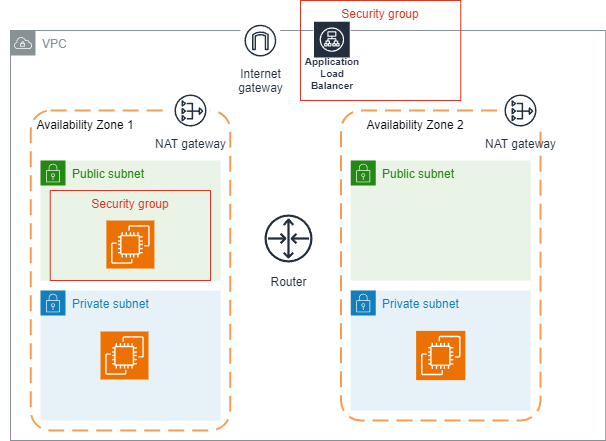 Security group
VPC
Application
Load
Balancer
Internet
gateway
Availability Zone 1
NAT gateway
Availability Zone 2
NAT gateway
Public subnet
Public subnet
Security group
Router
Private subnet
Private subnet